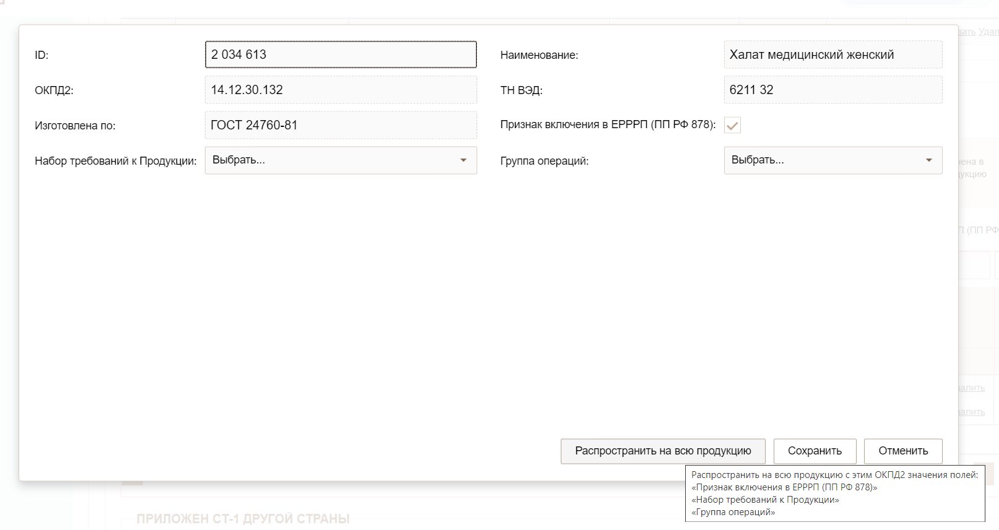 Удал
ID:
2 034 613
Наименование:
Халат медицинский женский
ОКПД2:
14.12.30.132
ТН ВЭД:
6211 32
Изготовлена по:
ГОСТ 24760-81
Признак включения в ЕРРРП (ПП РФ 878):
Набор требований к Продукции:
Выбрать...
Группа операций:
Выбрать...
(ПП РФ
Распространить на всю продукцию
Сохранить
Отменить
Распространить на всю продукцию с этим ОКПД2 значения полей:
«Признак включения в ЕРРРП (ПП РФ 878)»
«Набор требований к Продукции»
«Группа операций»
ПРИЛОЖЕН СТ-1 ДРУГОЙ СТРАНЫ